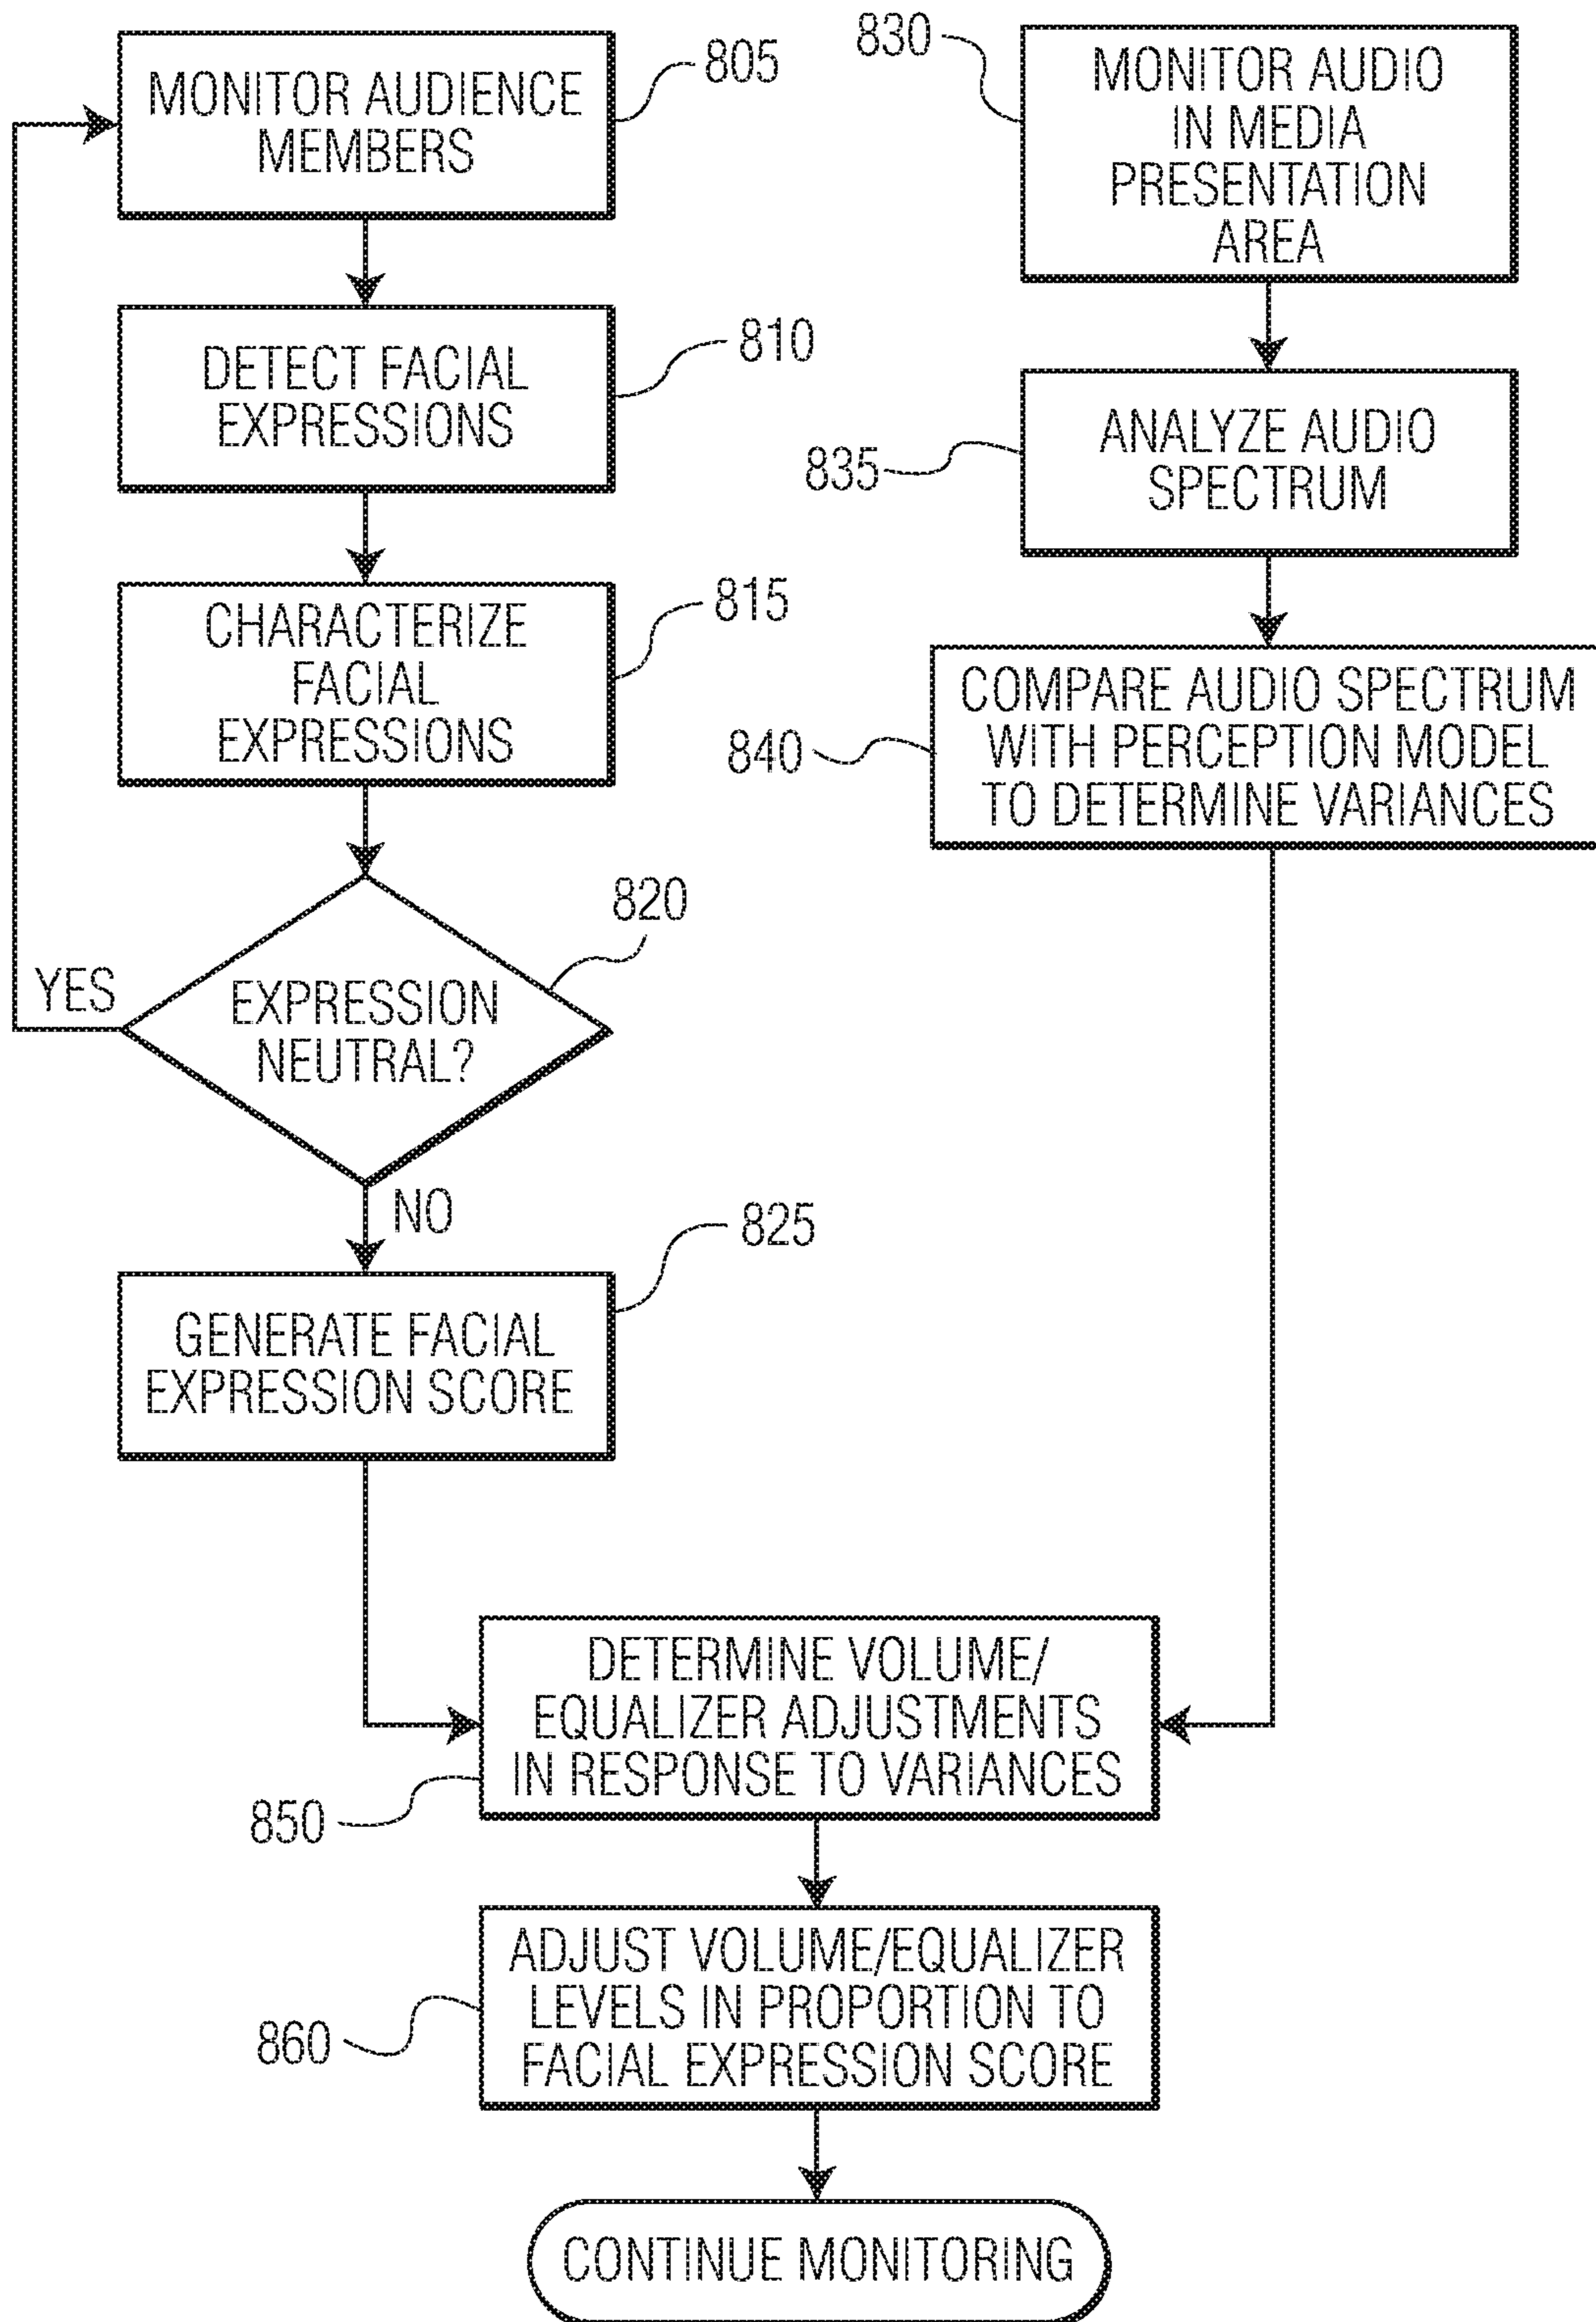 805
MONITOR AUDIENCE
MEMBERS
810
DETECT FACIAL
EXPRESSIONS
815
CHARACTERIZE
FACIAL
EXPRESSIONS
820
EXPRESSION
NEUTRAL?
YES
NO
825
GENERATE FACIAL
EXPRESSION SCORE
830
MONITOR AUDIO
IN MEDIA
PRESENTATION
AREA
835
ANALYZE AUDIO
SPECTRUM
840
COMPARE AUDIO SPECTRUM
WITH PERCEPTION MODEL
TO DETERMINE VARIANCES
850
DETERMINE VOLUME/
EQUALIZER ADJUSTMENTS
IN RESPONSE TO VARIANCES
860
ADJUST VOLUME/EQUALIZER
LEVELS IN PROPORTION TO
FACIAL EXPRESSION SCORE
CONTINUE MONITORING